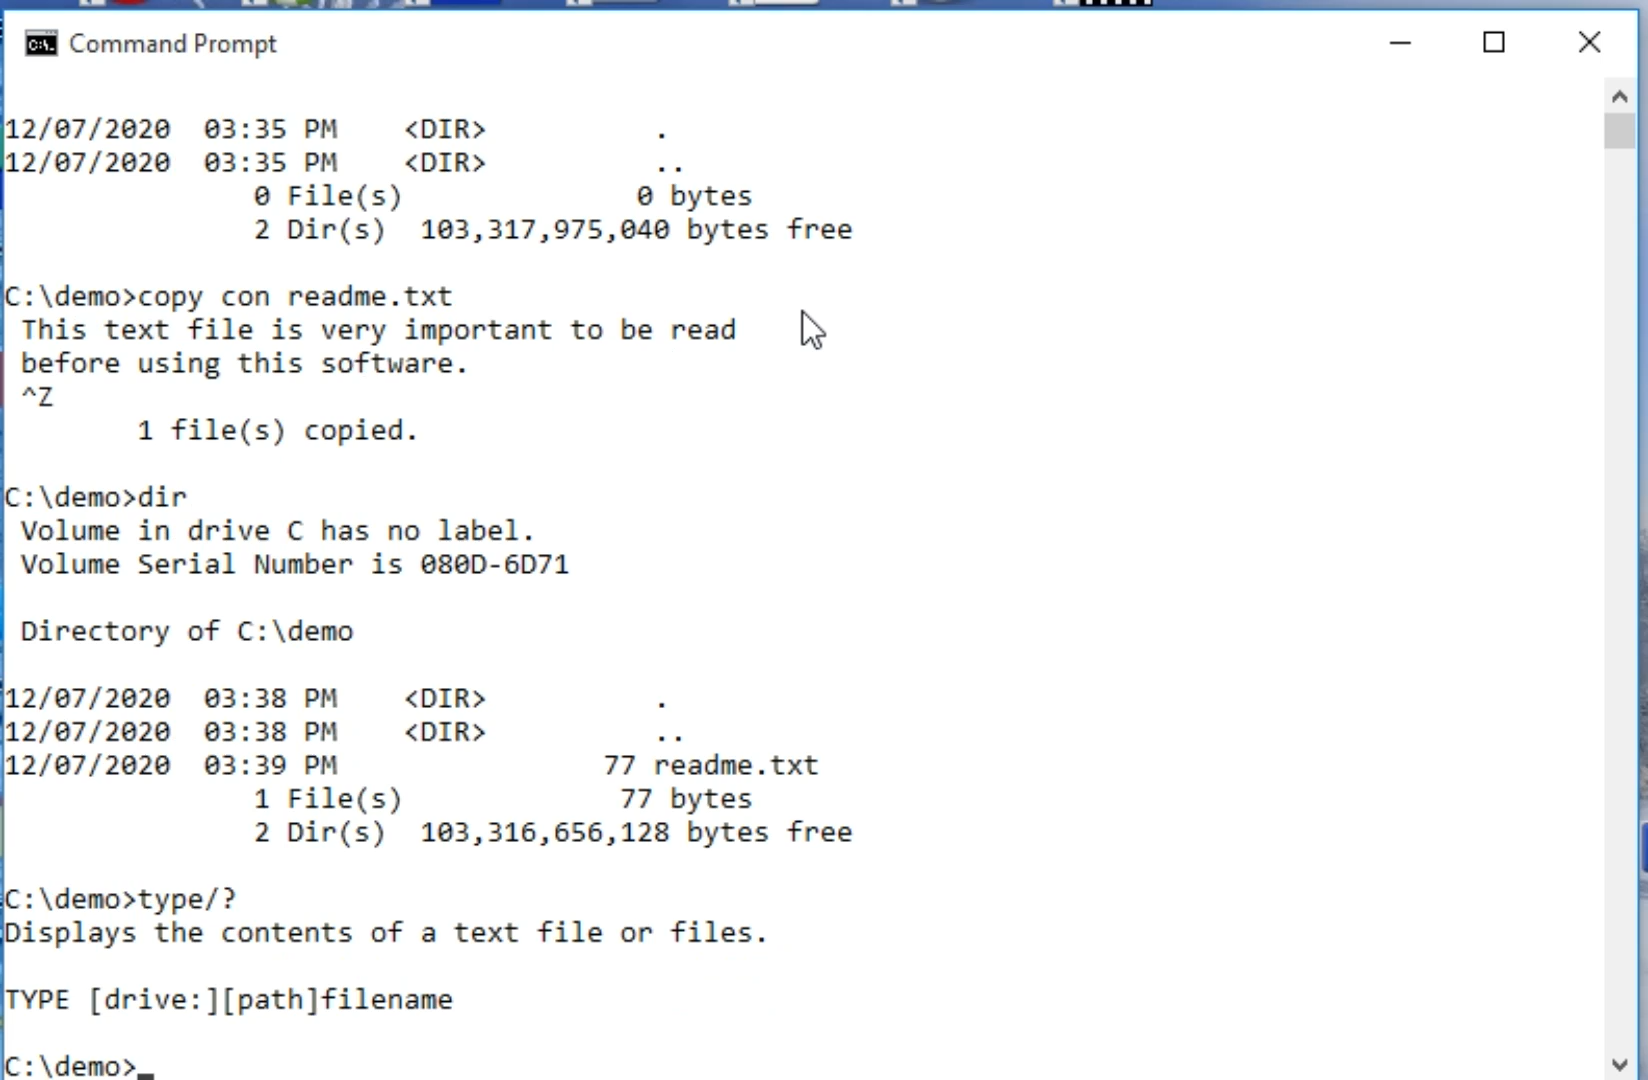 Command Prompt
12/07/2020  03:35 PM    <DIR>          .
12/07/2020  03:35 PM    <DIR>          ..
               0 File(s)              0 bytes
               2 Dir(s)  103,317,975,040 bytes free
C:\demo>copy con readme.txt
 This text file is very important to be read
 before using this software.
 ^Z
        1 file(s) copied.
C:\demo>dir
 Volume in drive C has no label.
 Volume Serial Number is 080D-6D71
 Directory of C:\demo
12/07/2020  03:38 PM    <DIR>          .
12/07/2020  03:38 PM    <DIR>          ..
12/07/2020  03:39 PM                77 readme.txt
               1 File(s)             77 bytes
               2 Dir(s)  103,316,656,128 bytes free
C:\demo>type/?
Displays the contents of a text file or files.
TYPE [drive:][path]filename
C:\demo>_